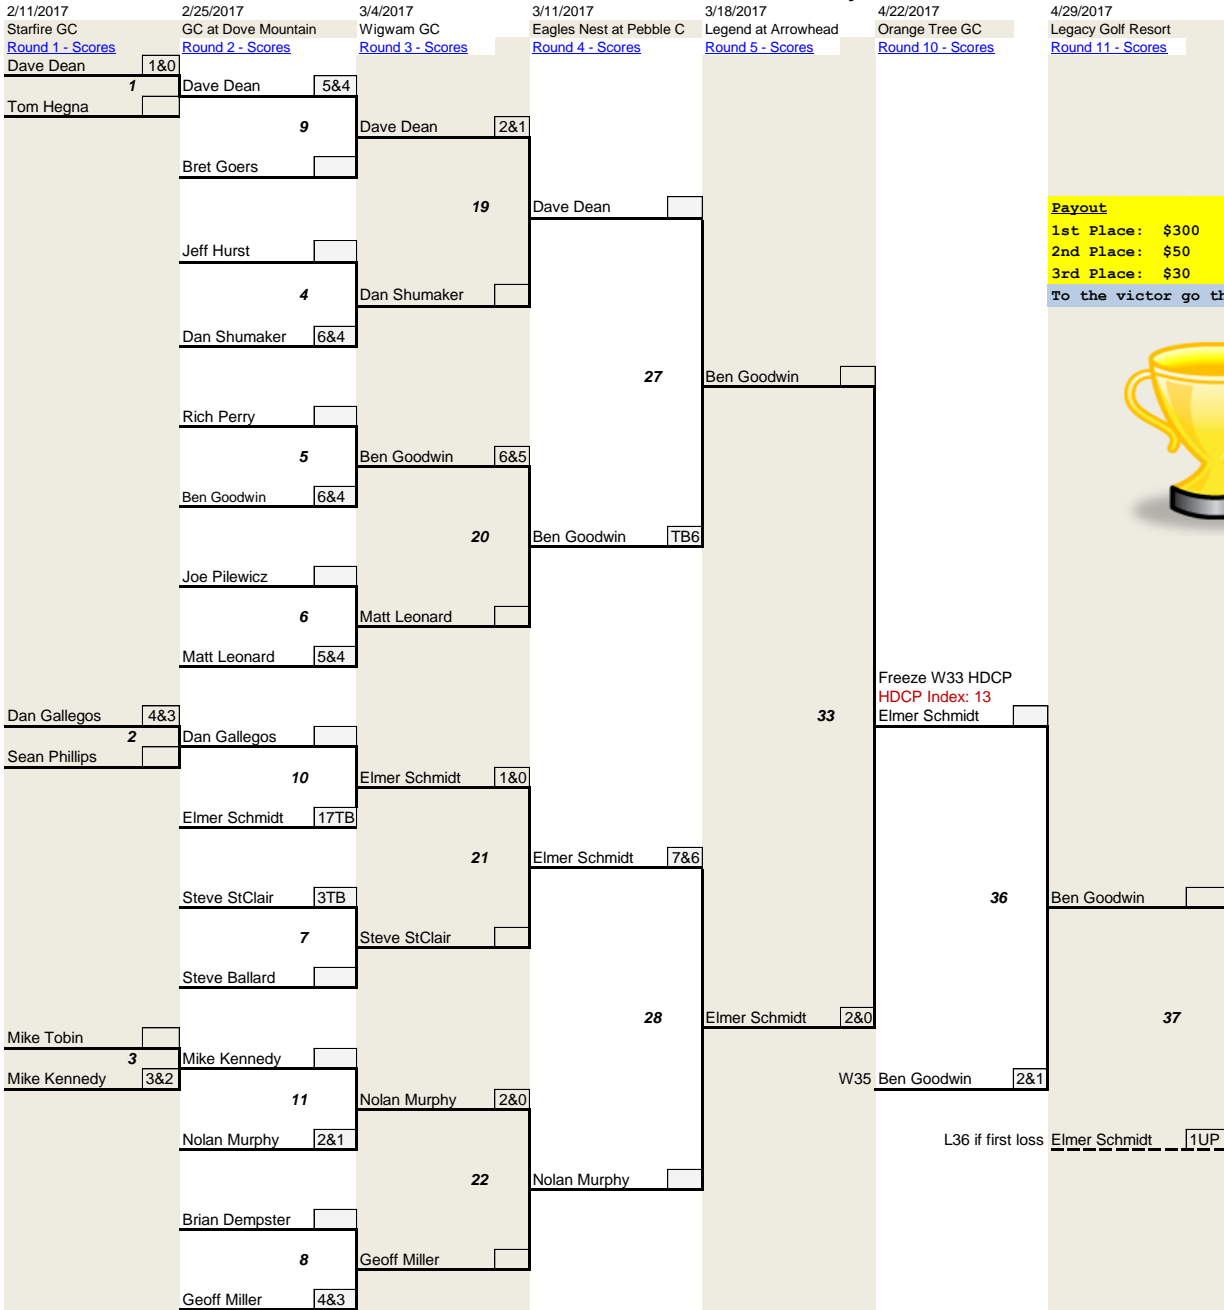 2/11/2017 2/25/2017 3/4/2017 3/11/2017 3/18/2017 4/22/2017 4/29/2017
Starfire GC GC at Dove Mountain Wigwam GC Eagles Nest at Pebble C Legend at Arrowhead Orange Tree GC Legacy Golf Resort
Round 1 - Scores Round 2 - Scores Round 3 - Scores Round 4 - Scores Round 5 - Scores Round 10 - Scores Round 11 - Scores
Dave Dean 1&0
1 Dave Dean 5&4
Tom Hegna
9 Dave Dean 2&1
Bret Goers
19 Dave Dean
Payout
1st Place: $300
Jeff Hurst 2nd Place: $50
3rd Place: $30
4 Dan Shumaker To the victor go th
Dan Shumaker 6&4
27 Ben Goodwin
Rich Perry
5 Ben Goodwin 6&5
Ben Goodwin 6&4
20 Ben Goodwin TB6
Joe Pilewicz
6 Matt Leonard
Matt Leonard 5&4
Freeze W33 HDCP
HDCP Index: 13
Dan Gallegos 4&3 33 Elmer Schmidt
2 Dan Gallegos
Sean Phillips
10 Elmer Schmidt 1&0
Elmer Schmidt 17TB
21 Elmer Schmidt 7&6
Steve StClair 3TB 36 Ben Goodwin
7 Steve StClair
Steve Ballard
28 Elmer Schmidt 2&0 37
Mike Tobin
3 Mike Kennedy
Mike Kennedy 3&2 W35 Ben Goodwin 2&1
11 Nolan Murphy 2&0
Nolan Murphy 2&1 L36 if first loss Elmer Schmidt 1UP
22 Nolan Murphy
Brian Dempster
8 Geoff Miller
Geoff Miller 4&3